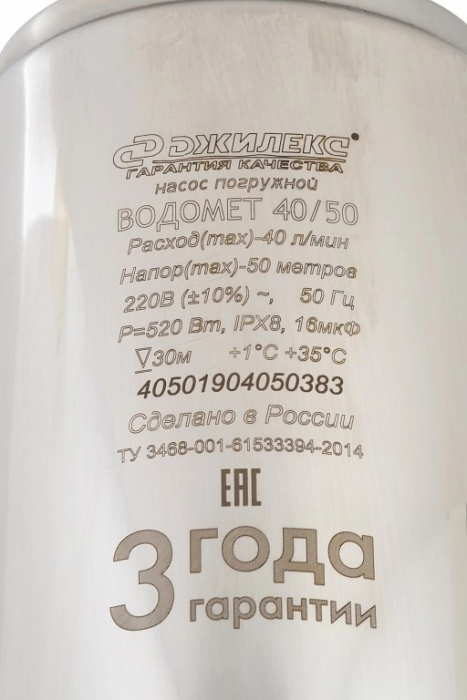 ДЖИЛЕКС®
ГАРАНТИЯ КАЧЕСТВА
насос погружной
ВОДОМЕТ 40/50
Расход(max)-40 л/мин
Напор(max)-50 метров
220В (±10%) ~, 50 Гц
P=520 Вт, IPX8, 16мкФ
▽30м +1°C +35°C
40501904050383
Сделано в России
ТУ 3468-001-61533394-2014
EAC
3 года
гарантии